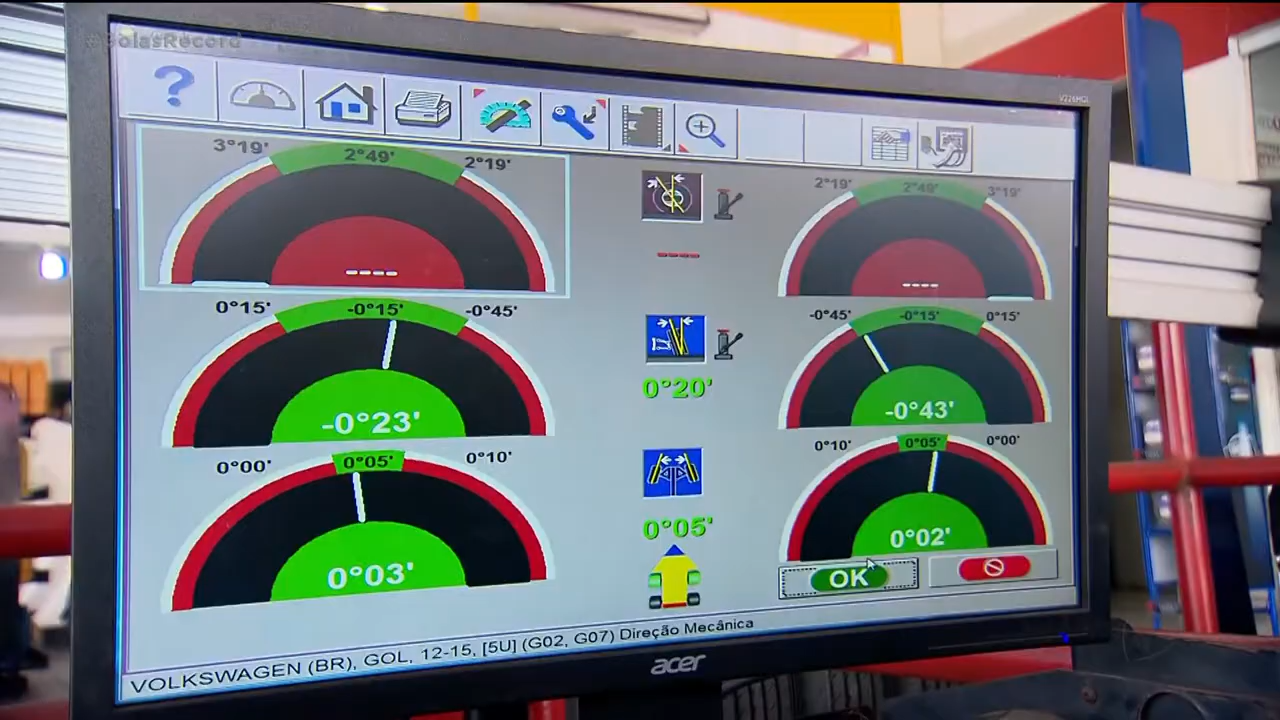 #GoiásRecord
V226HQL
?
3°19' 2°49' 2°19'
----
----
2°19' 2°49' 3°19'
----
0°15' -0°15' -0°45'
-0°23'
0°20'
-0°45' -0°15' 0°15'
-0°43'
0°00' 0°05' 0°10'
0°03'
0°05'
0°10' 0°05' 0°00'
0°02'
OK
VOLKSWAGEN (BR), GOL, 12-15, [5U] (G02, G07) Direção Mecânica
acer